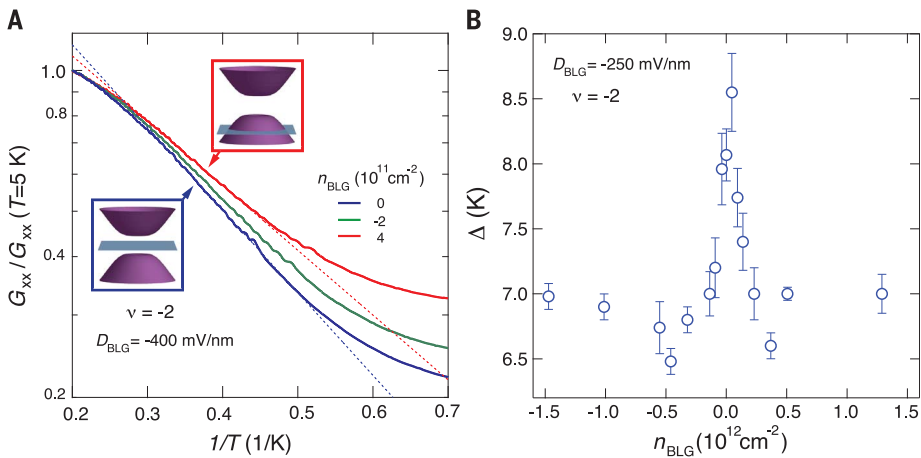 A
G_xx / G_xx (T=5 K)
1.0
0.8
0.4
0.2
n_BLG (10^11 cm^-2)
0
-2
4
ν = -2
D_BLG= -400 mV/nm
0.2 0.3 0.4 0.5 0.6 0.7
1/T (1/K)
B
Δ (K)
9.0
8.5
8.0
7.5
7.0
6.5
D_BLG= -250 mV/nm
ν = -2
-1.5 -1.0 -0.5 0.0 0.5 1.0 1.5
n_BLG(10^12cm^-2)